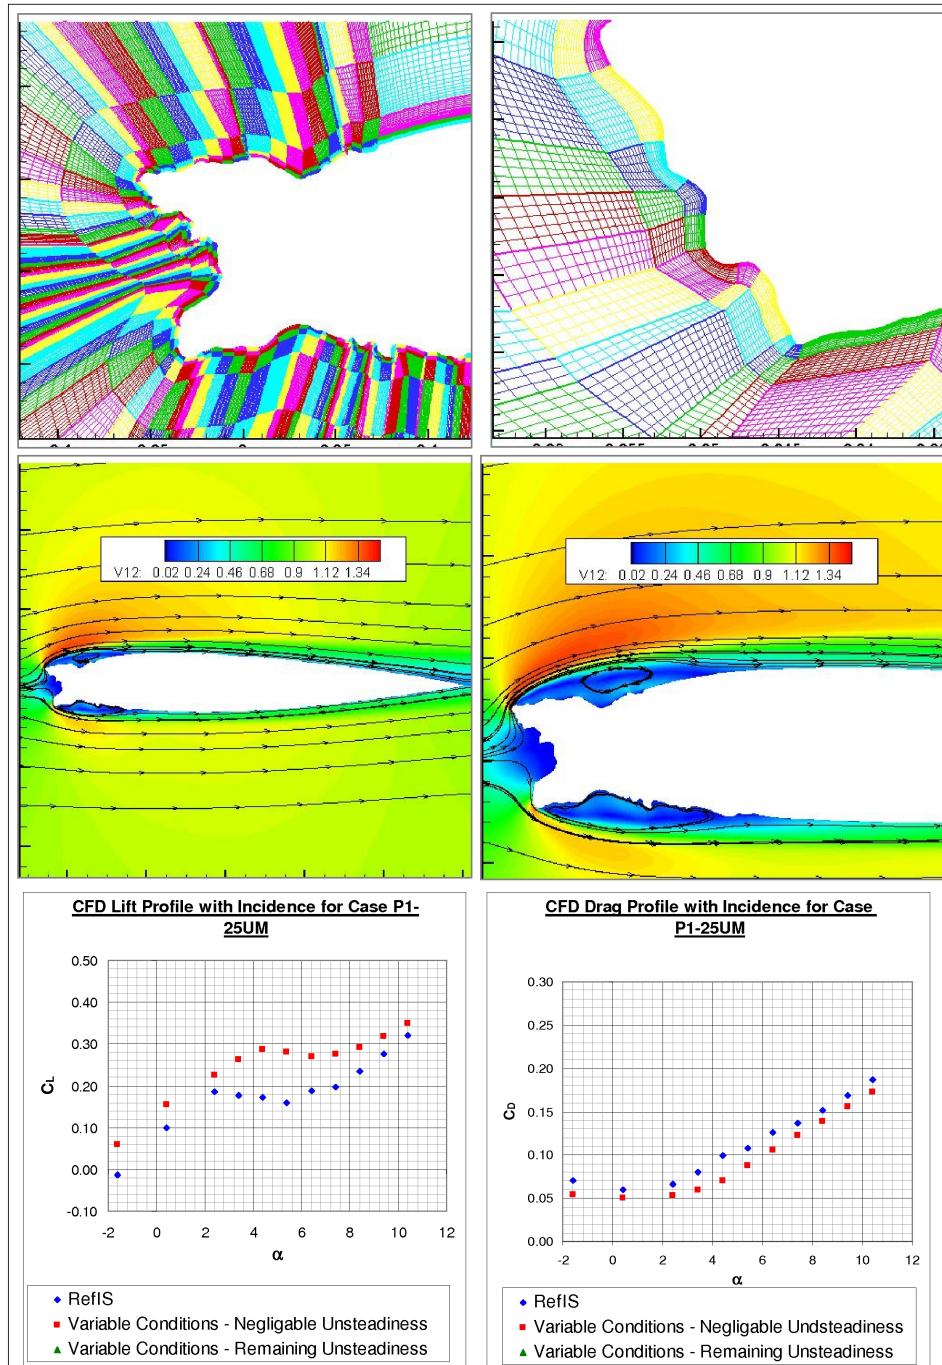 V12: 0.02 0.24 0.46 0.68 0.9 1.12 1.34
V12: 0.02 0.24 0.46 0.68 0.9 1.12 1.34
CFD Lift Profile with Incidence for Case P1-
25UM
0.50
0.40
0.30
0.20
0.10
0.00
-0.10
CL
-2 0 2 4 6 8 10 12
α
RefIS
Variable Conditions - Negligable Unsteadiness
Variable Conditions - Remaining Unsteadiness
CFD Drag Profile with Incidence for Case
P1-25UM
0.30
0.25
0.20
0.15
0.10
0.05
0.00
CD
-2 0 2 4 6 8 10 12
α
RefIS
Variable Conditions - Negligable Undsteadiness
Variable Conditions - Remaining Unsteadiness